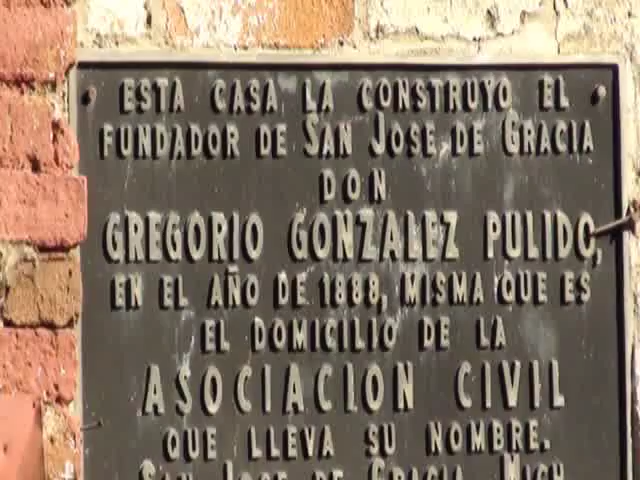 ESTA CASA LA CONSTRUYO EL
FUNDADOR DE SAN JOSE DE GRACIA
DON
GREGORIO GONZALEZ PULIDO,
EN EL AÑO DE 1888, MISMA QUE ES
EL DOMICILIO DE LA
ASOCIACION CIVIL
QUE LLEVA SU NOMBRE.
SAN JOSE DE GRACIA, MICH